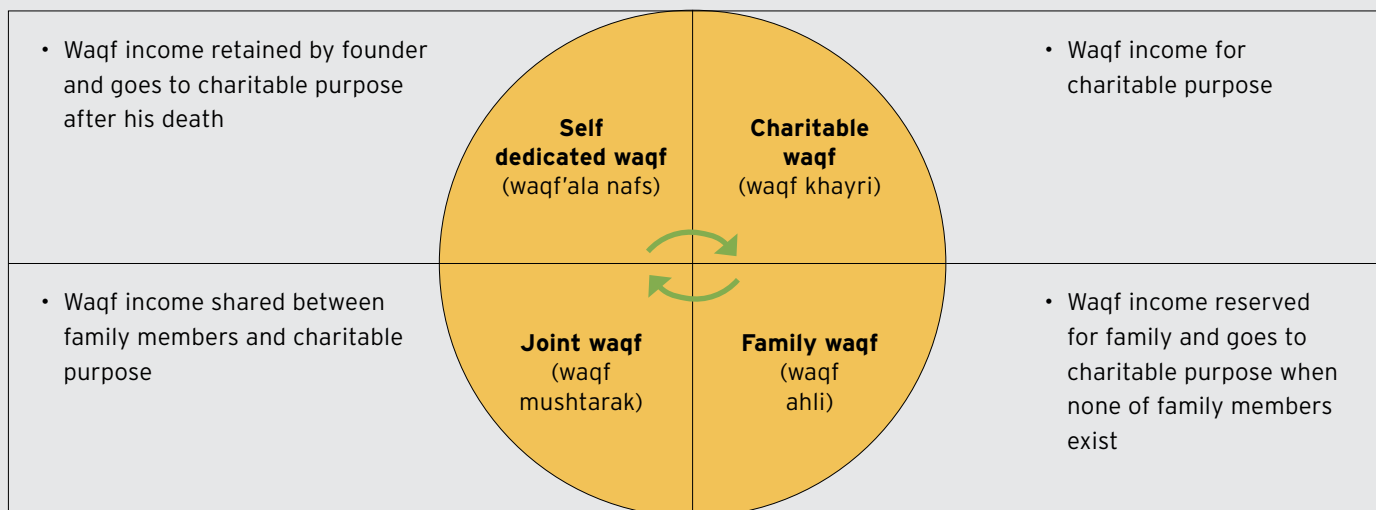 • Waqf income retained by founder
and goes to charitable purpose
after his death
Self
dedicated waqf
(waqf'ala nafs)
Charitable
waqf
(waqf khayri)
• Waqf income for
charitable purpose
• Waqf income shared between
family members and charitable
purpose
Joint waqf
(waqf
mushtarak)
Family waqf
(waqf
ahli)
• Waqf income reserved
for family and goes to
charitable purpose when
none of family members
exist